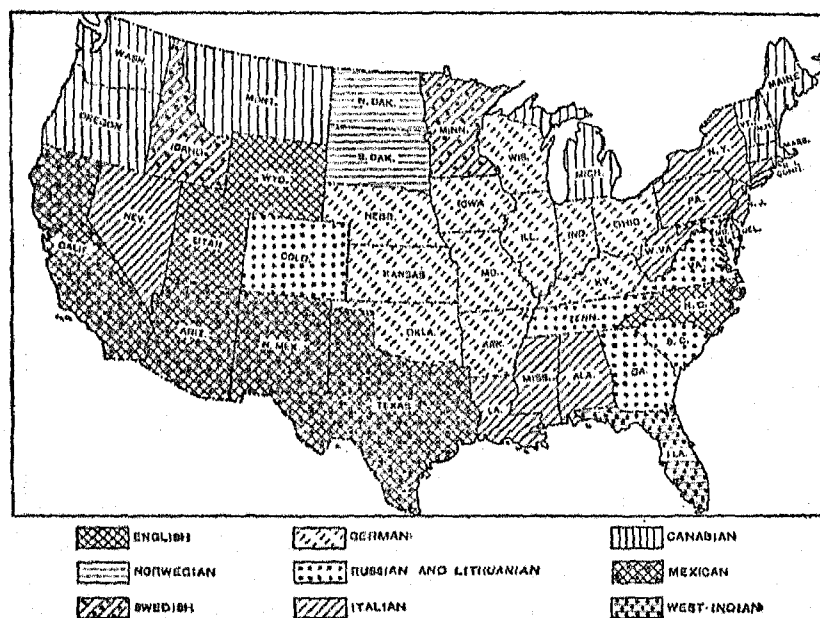 WASH.
MONT.
N. DAK.
MINN.
MAINE
OREGON
IDAHO
S. DAK.
WIS.
MICH.
VT.
N.H.
MASS.
N.Y.
WYO.
IOWA
NEBR.
PA.
N.J.
NEV.
UTAH
COLO.
ILL.
IND.
OHIO
W.VA.
DEL.
CALIF.
KANSAS
MO.
KY.
VA.
ARIZ.
N. MEX.
OKLA.
ARK.
TENN.
N. C.
S. C.
TEXAS
LA.
MISS.
ALA.
GA.
FLA.
ENGLISH
GERMAN
CANADIAN
NORWEGIAN
RUSSIAN AND LITHUANIAN
MEXICAN
SWEDISH
ITALIAN
WEST-INDIAN